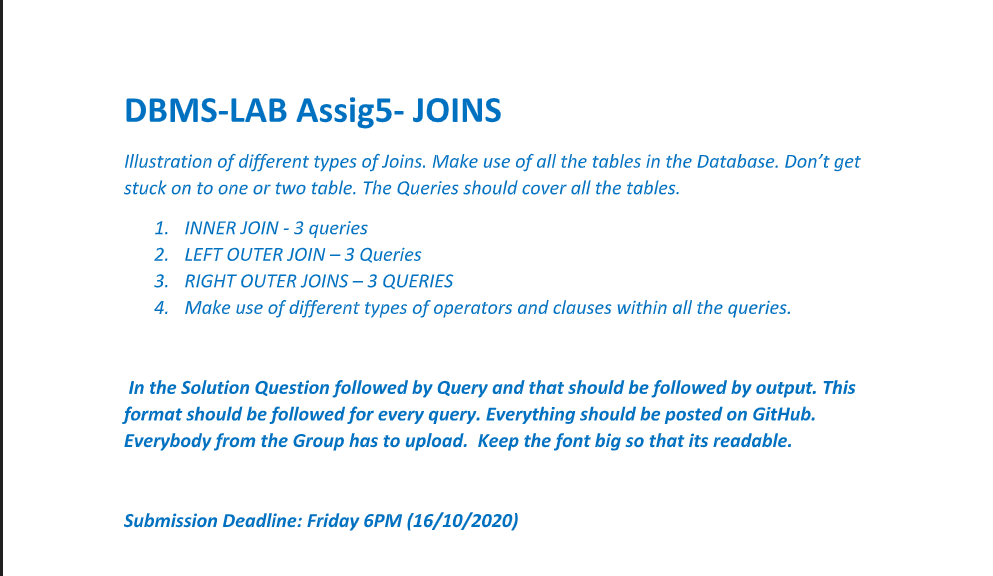 DBMS-LAB Assig5- JOINS
Illustration of different types of Joins. Make use of all the tables in the Database. Don’t get
stuck on to one or two table. The Queries should cover all the tables.
1. INNER JOIN - 3 queries
2. LEFT OUTER JOIN – 3 Queries
3. RIGHT OUTER JOINS – 3 QUERIES
4. Make use of different types of operators and clauses within all the queries.
In the Solution Question followed by Query and that should be followed by output. This
format should be followed for every query. Everything should be posted on GitHub.
Everybody from the Group has to upload. Keep the font big so that its readable.
Submission Deadline: Friday 6PM (16/10/2020)